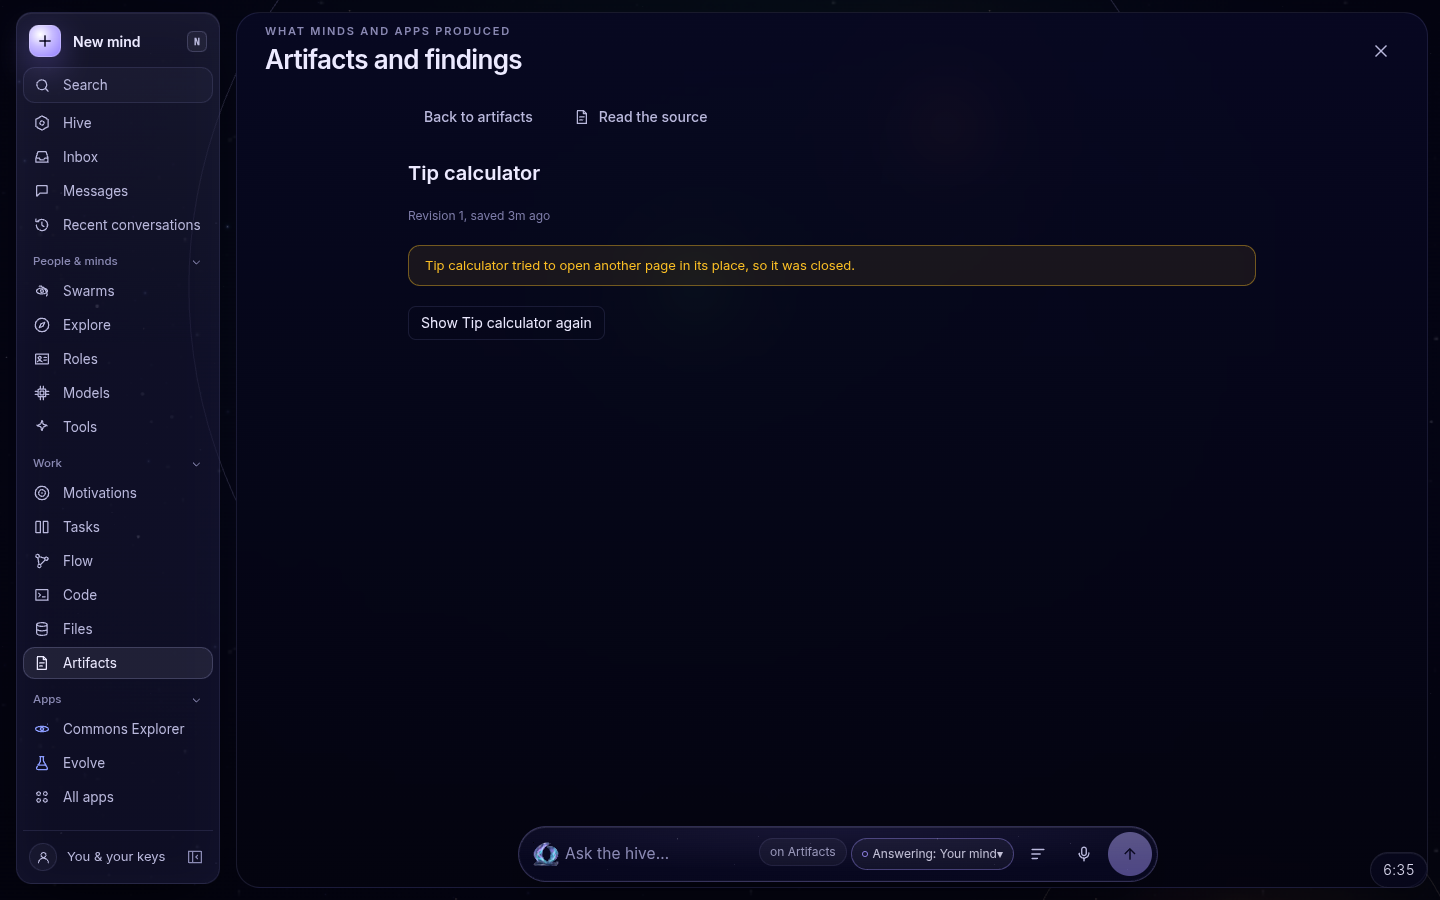 New mind
N
Search
Hive
Inbox
Messages
Recent conversations
People & minds
Swarms
Explore
Roles
Models
Tools
Work
Motivations
Tasks
Flow
Code
Files
Artifacts
Apps
Commons Explorer
Evolve
All apps
You & your keys
WHAT MINDS AND APPS PRODUCED
Artifacts and findings
Back to artifacts
Read the source
Tip calculator
Revision 1, saved 3m ago
Tip calculator tried to open another page in its place, so it was closed.
Show Tip calculator again
Ask the hive...
on Artifacts
Answering: Your mind▾
6:35